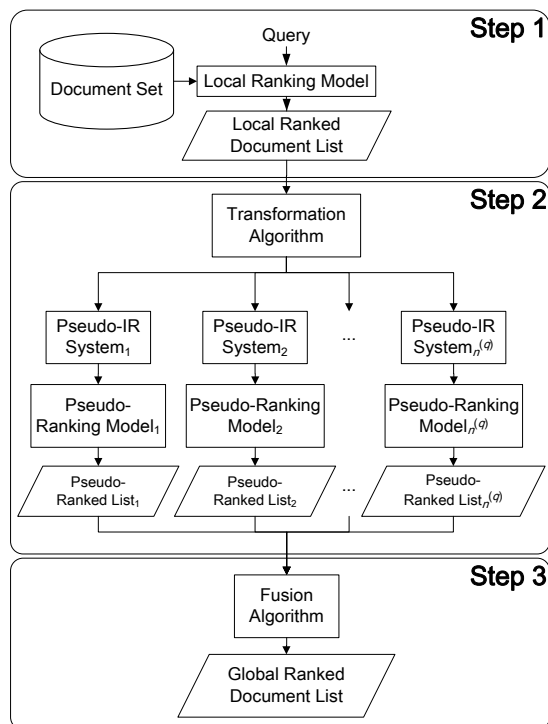 Step 1
Query
Document Set
Local Ranking Model
Local Ranked
Document List
Step 2
Transformation
Algorithm
Pseudo-IR
System₁
Pseudo-IR
System₂
...
Pseudo-IR
Systemₙ(q)
Pseudo-
Ranking Model₁
Pseudo-Ranking
Model₂
Pseudo-Ranking
Modelₙ(q)
Pseudo-
Ranked List₁
Pseudo-
Ranked List₂
...
Pseudo-
Ranked Listₙ(q)
Step 3
Fusion
Algorithm
Global Ranked
Document List